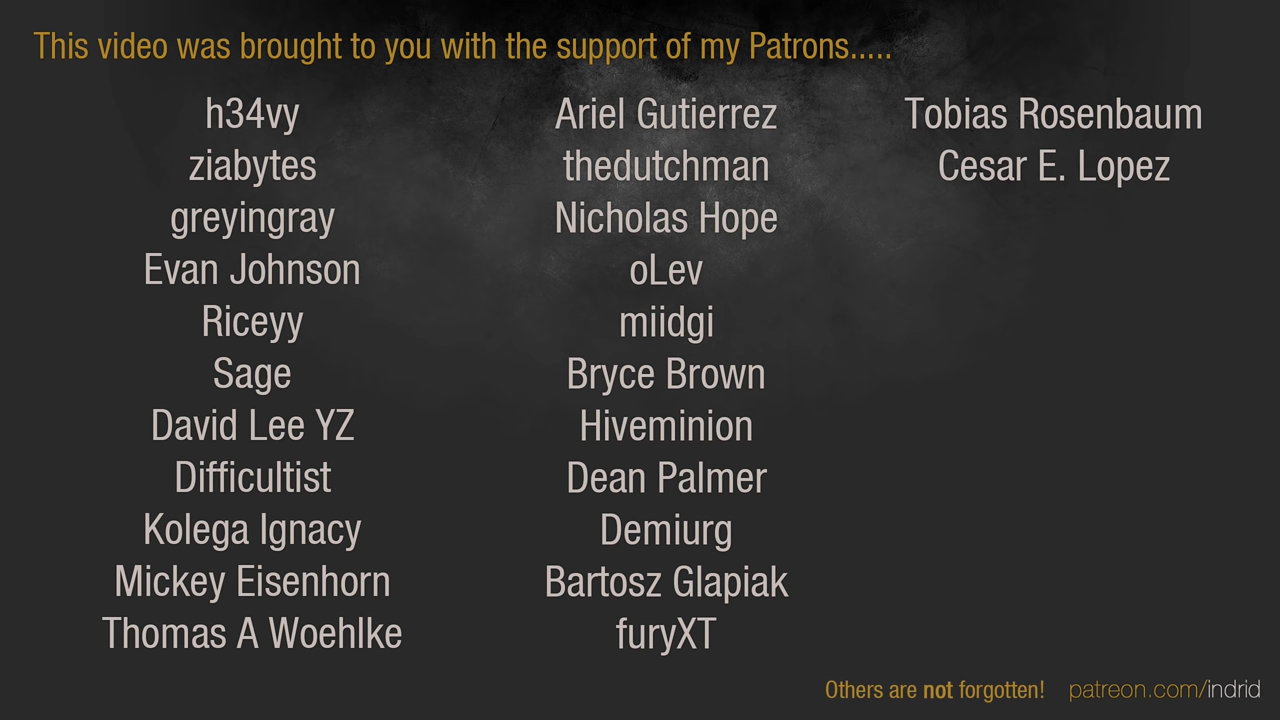 This video was brought to you with the support of my Patrons.....
h34vy
ziabytes
greyingray
Evan Johnson
Riceyy
Sage
David Lee YZ
Difficultist
Kolega Ignacy
Mickey Eisenhorn
Thomas A Woehlke
Ariel Gutierrez
thedutchman
Nicholas Hope
oLev
miidgi
Bryce Brown
Hiveminion
Dean Palmer
Demiurg
Bartosz Glapiak
furyXT
Tobias Rosenbaum
Cesar E. Lopez
Others are not forgotten! patreon.com/indrid